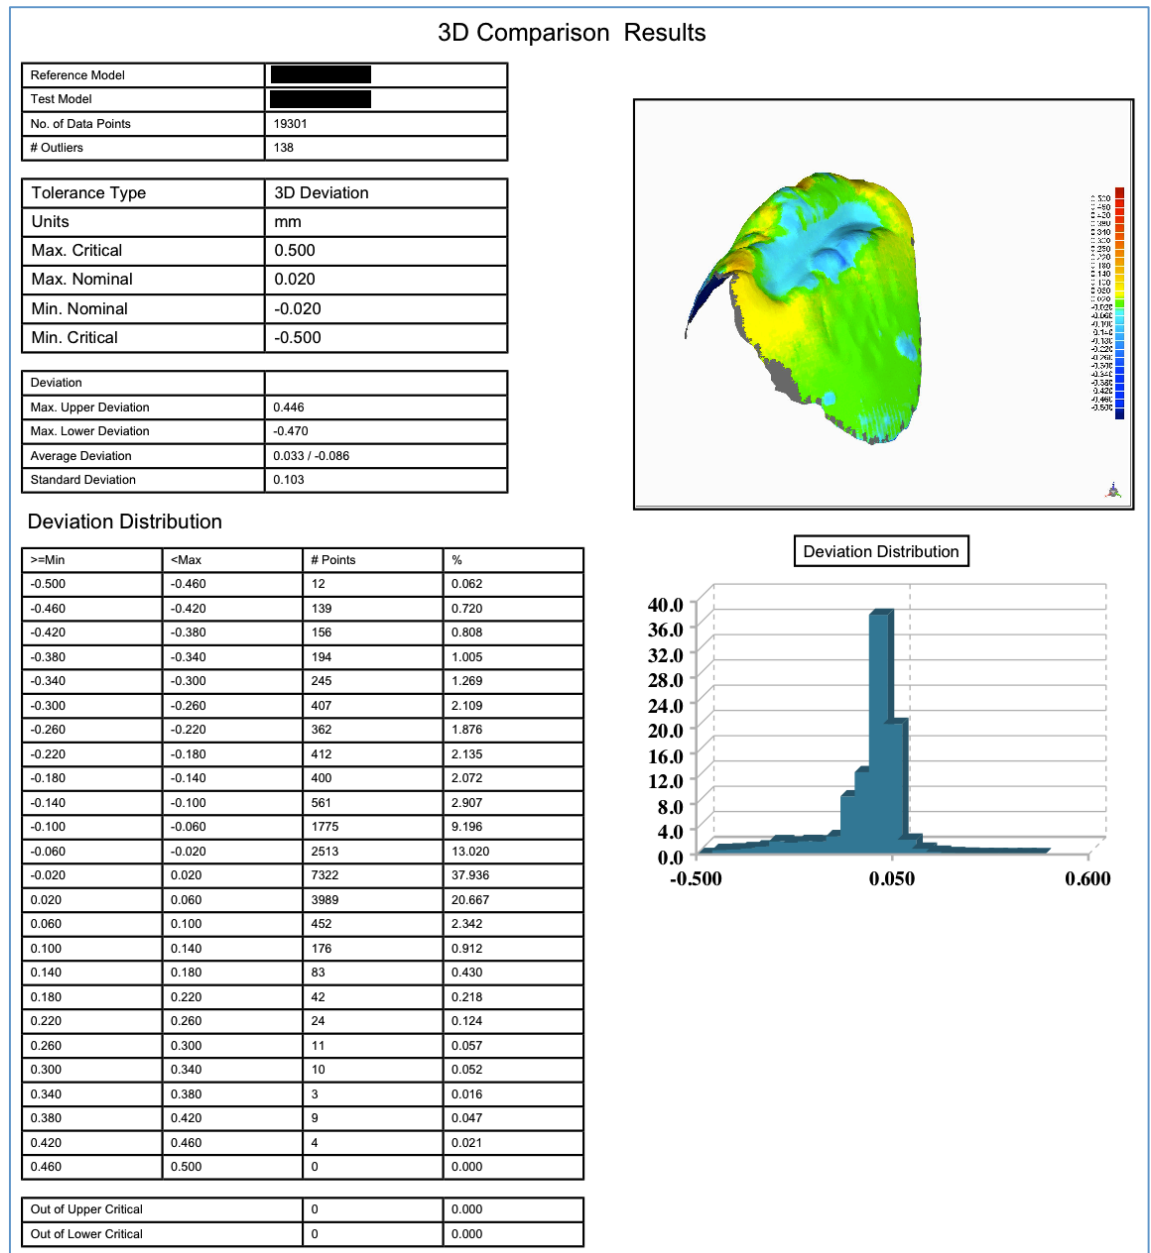 3D Comparison Results
Reference Model
Test Model
No. of Data Points 19301
# Outliers 138
Tolerance Type 3D Deviation
Units mm
Max. Critical 0.500
Max. Nominal 0.020
Min. Nominal -0.020
Min. Critical -0.500
Deviation
Max. Upper Deviation 0.446
Max. Lower Deviation -0.470
Average Deviation 0.033 / -0.086
Standard Deviation 0.103
Deviation Distribution
>=Min <Max # Points %
-0.500 -0.460 12 0.062
-0.460 -0.420 139 0.720
-0.420 -0.380 156 0.808
-0.380 -0.340 194 1.005
-0.340 -0.300 245 1.269
-0.300 -0.260 407 2.109
-0.260 -0.220 362 1.876
-0.220 -0.180 412 2.135
-0.180 -0.140 400 2.072
-0.140 -0.100 561 2.907
-0.100 -0.060 1775 9.196
-0.060 -0.020 2513 13.020
-0.020 0.020 7322 37.936
0.020 0.060 3989 20.667
0.060 0.100 452 2.342
0.100 0.140 176 0.912
0.140 0.180 83 0.430
0.180 0.220 42 0.218
0.220 0.260 24 0.124
0.260 0.300 11 0.057
0.300 0.340 10 0.052
0.340 0.380 3 0.016
0.380 0.420 9 0.047
0.420 0.460 4 0.021
0.460 0.500 0 0.000
Out of Upper Critical 0 0.000
Out of Lower Critical 0 0.000
Deviation Distribution
40.0
36.0
32.0
28.0
24.0
20.0
16.0
12.0
8.0
4.0
0.0
-0.500 0.050 0.600